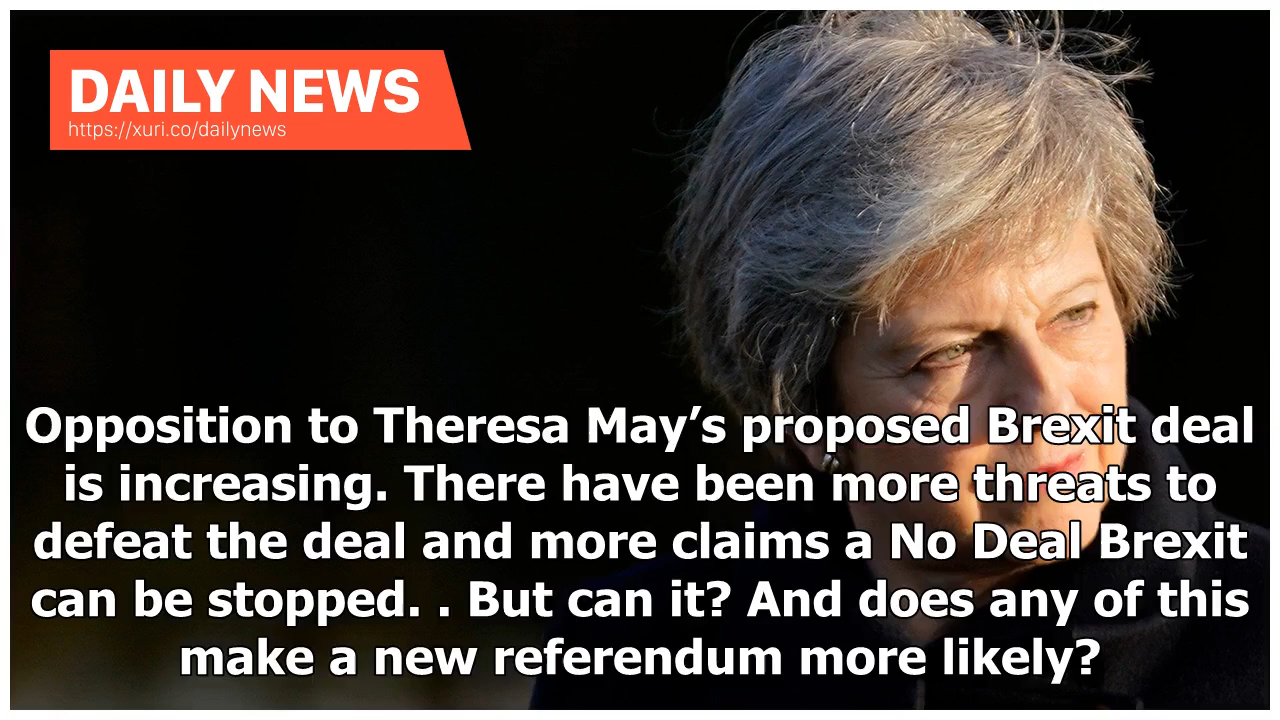 DAILY NEWS
https://xuri.co/dailynews
Opposition to Theresa May’s proposed Brexit deal
is increasing. There have been more threats to
defeat the deal and more claims a No Deal Brexit
can be stopped. . But can it? And does any of this
make a new referendum more likely?